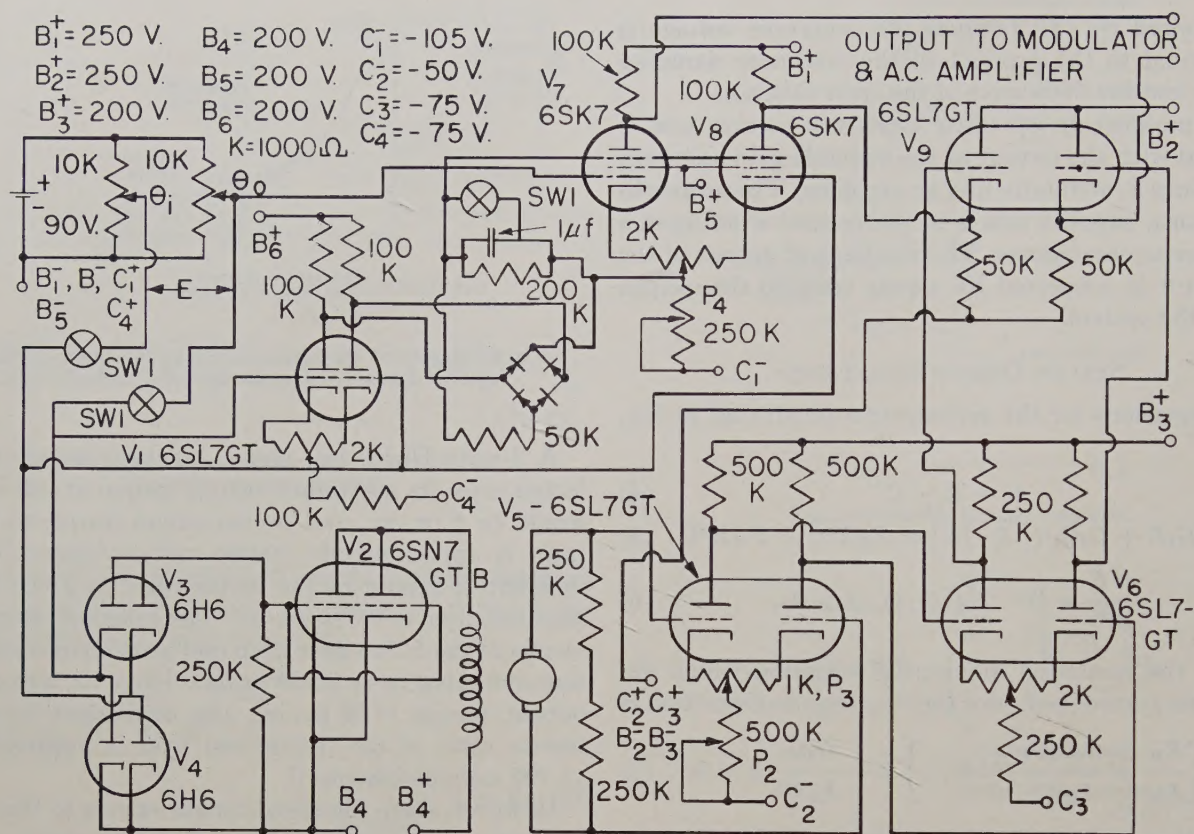 B₁⁺ = 250 V. B₄ = 200 V. C₁⁻ = -105 V.
B₂⁺ = 250 V. B₅ = 200 V. C₂⁻ = -50 V.
B₃⁺ = 200 V. B₆ = 200 V. C₃⁻ = -75 V.
C₄⁻ = -75 V.
K = 1000Ω
100K
V₇
6SK7
B₁⁺
100K
V₈
6SK7
OUTPUT TO MODULATOR
& A.C. AMPLIFIER
6SL7GT
V₉
B₂⁺
10K
10K
θᵢ
θ₀
+
90V.
B₁⁻, B, C₁⁺
B₅⁻ C₄⁺
E
SW1
SW1
B₆⁺
100
K
100
K
SW1
1μf
200
K
B₅⁺
2K
P₄
250 K
C₁⁻
50K
50K
50K
V₁ 6SL7GT
2K
100K
C₄⁻
B₃⁺
500
K
500K
250
K
V₅-6SL7GT
V₃
6H6
V₂
6SN7
GT
B
250K
250
K
250K
V₄
6H6
B₄⁻ B₄⁺
C₂⁺ C₃⁺
B₂⁻ B₃⁻
1K, P₃
500K
P₂
C₂⁻
V₆
6SL7-
GT
2K
250K
C₃⁻